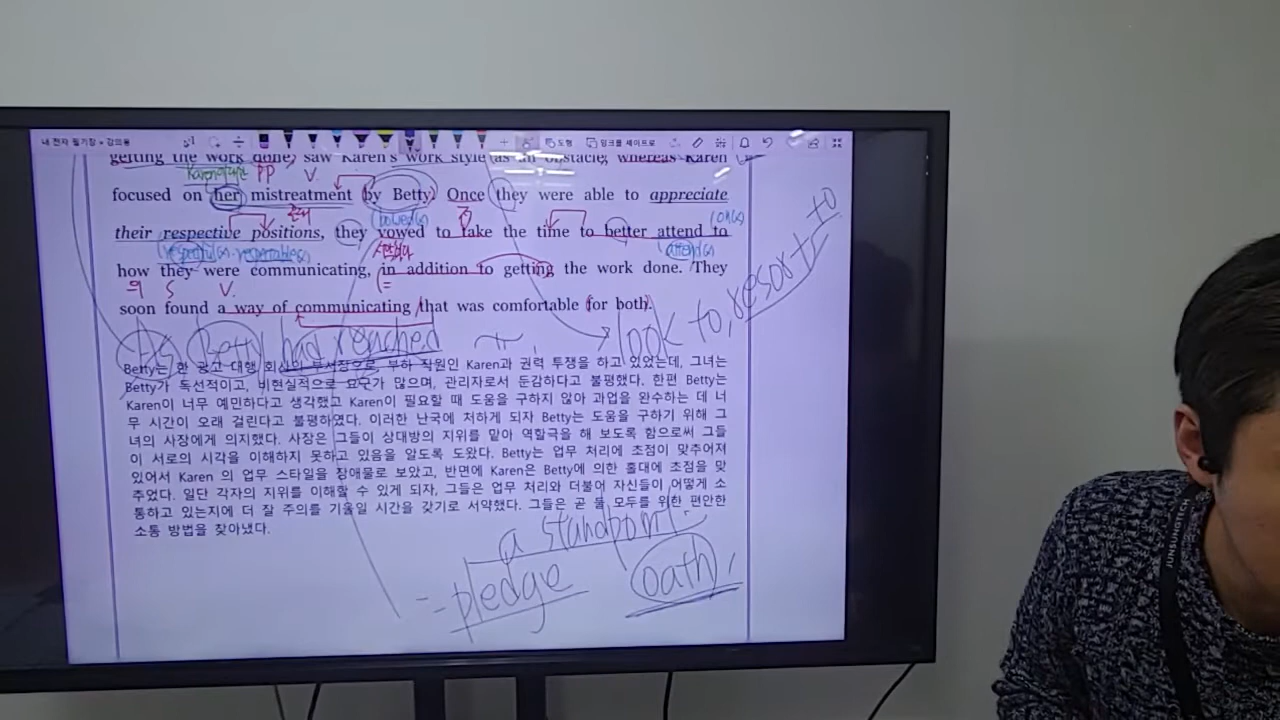 내 전자 필기장 » 강의용
도형 잉크를 셰이프로
getting the work done, saw Karen's work style (as an obstacle, whereas Karen
PP V.
focused on her mistreatment (by Betty). Once they were able to appreciate
their respective positions, they vowed to take the time to better attend to
how they were communicating, in addition to getting the work done. They
S V.
soon found a way of communicating that was comfortable (for both).
As Betty had reached
look to, resort to
Betty는 한 광고 대행 회사의 부서장으로, 부하 직원인 Karen과 권력 투쟁을 하고 있었는데, 그녀는
Betty가 독선적이고, 비현실적으로 요구가 많으며, 관리자로서 둔감하다고 불평했다. 한편 Betty는
Karen이 너무 예민하다고 생각했고 Karen이 필요할 때 도움을 구하지 않아 과업을 완수하는 데 너
무 시간이 오래 걸린다고 불평하였다. 이러한 난국에 처하게 되자 Betty는 도움을 구하기 위해 그
녀의 사장에게 의지했다. 사장은 그들이 상대방의 지위를 맡아 역할극을 해 보도록 함으로써 그들
이 서로의 시각을 이해하지 못하고 있음을 알도록 도왔다. Betty는 업무 처리에 초점이 맞추어져
있어서 Karen 의 업무 스타일을 장애물로 보았고, 반면에 Karen은 Betty에 의한 홀대에 초점을 맞
추었다. 일단 각자의 지위를 이해할 수 있게 되자, 그들은 업무 처리와 더불어 자신들이 어떻게 소
통하고 있는지에 더 잘 주의를 기울일 시간을 갖기로 서약했다. 그들은 곧 둘 모두를 위한 편안한
소통 방법을 찾아냈다.
a standpoint
= pledge oath,
JUNSUNGTECH